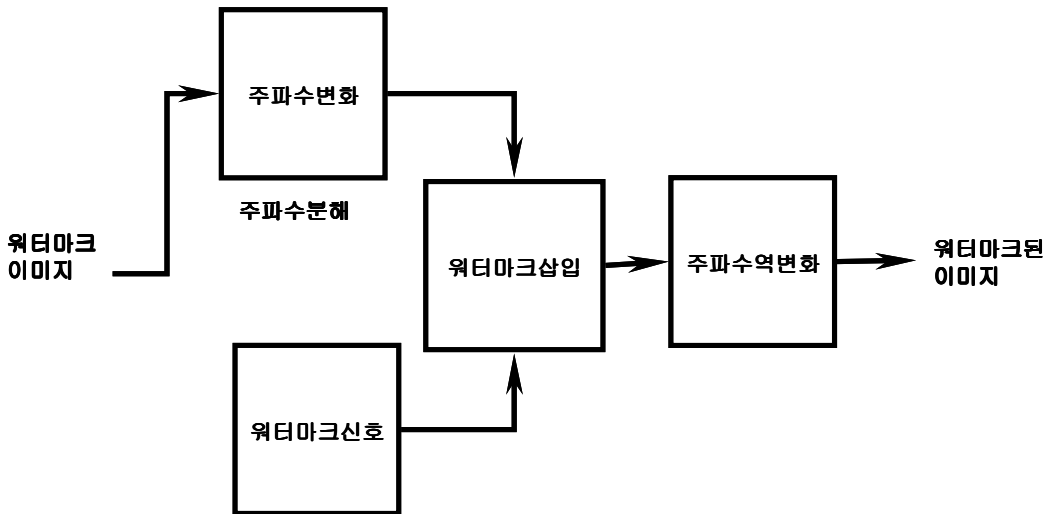 주파수변화
주파수분해
워터마크
이미지
워터마크삽입
주파수역변화
워터마크된
이미지
워터마크신호